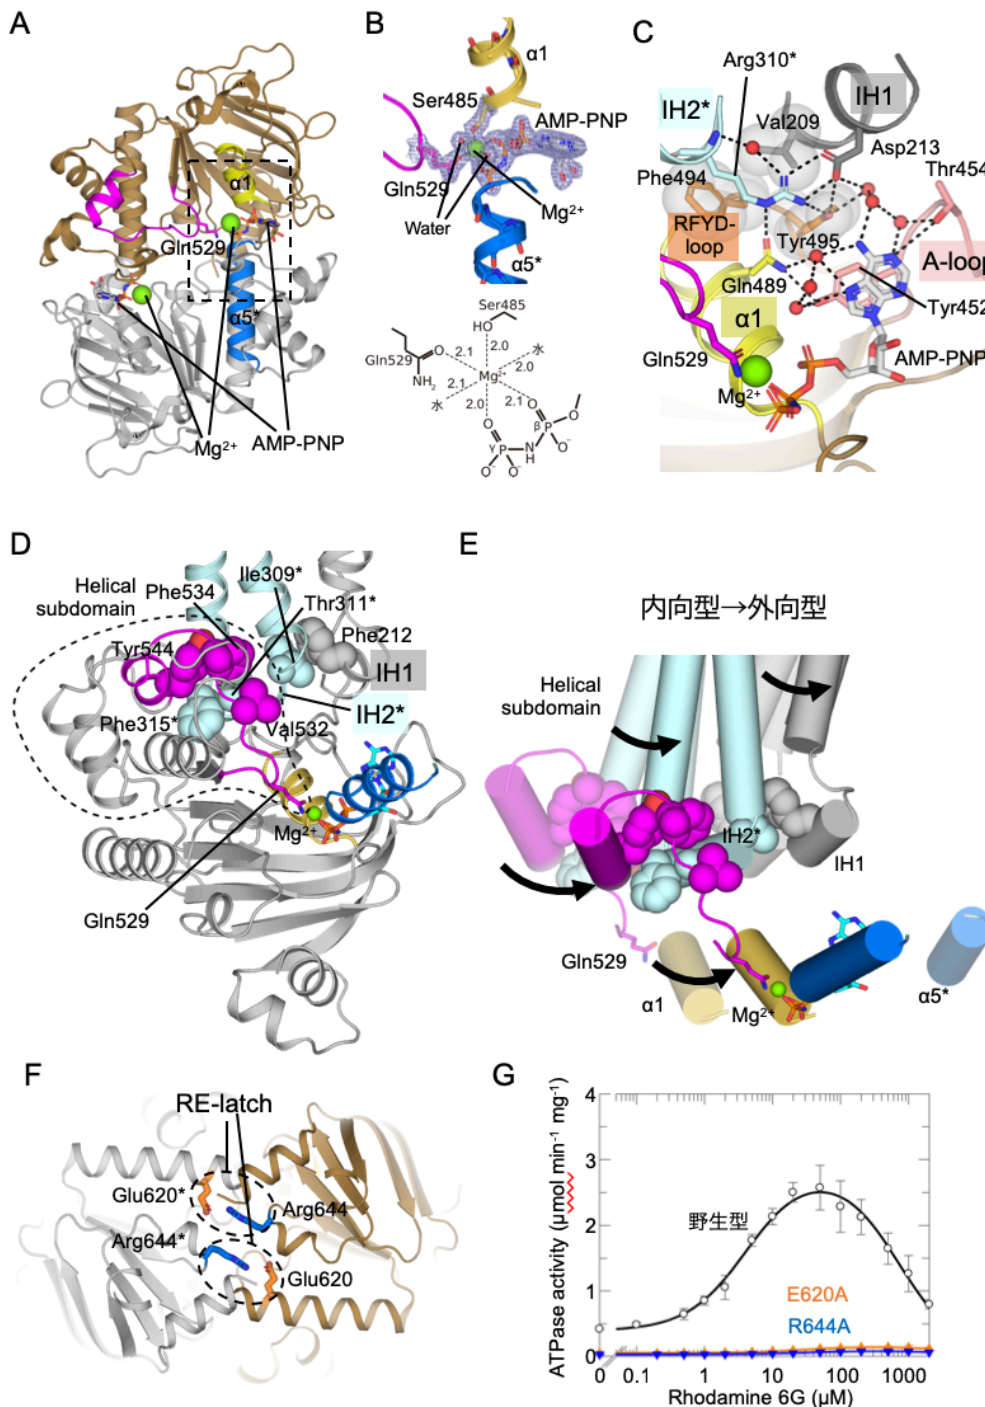 A
α1
Gln529
α5*
Mg2+
AMP-PNP
B
α1
Ser485
AMP-PNP
Gln529
Water
Mg2+
α5*
Ser485
HO
2.0
水
Gln529
O
2.1
2.0
NH2
Mg2+
2.1
水
2.0
2.1
O
O
β
P
O
γ
P
N
H
O-
O-
O-
C
Arg310*
IH2*
IH1
Val209
Asp213
Thr454
Phe494
RFYD-
loop
Tyr495
A-loop
Gln489
Tyr452
α1
Gln529
AMP-PNP
Mg2+
D
Helical
subdomain
Phe534
Ile309*
Thr311*
Tyr544
Phe212
IH1
IH2*
Phe315*
Val532
Mg2+
Gln529
E
内向型→外向型
Helical
subdomain
IH2*
IH1
Gln529
α1
Mg2+
α5*
F
RE-latch
Glu620*
Arg644
Arg644*
Glu620
G
ATPase activity (μmol min-1 mg-1)
4
3
2
1
0
野生型
E620A
R644A
0 0.1 1 10 100 1000
Rhodamine 6G (μM)